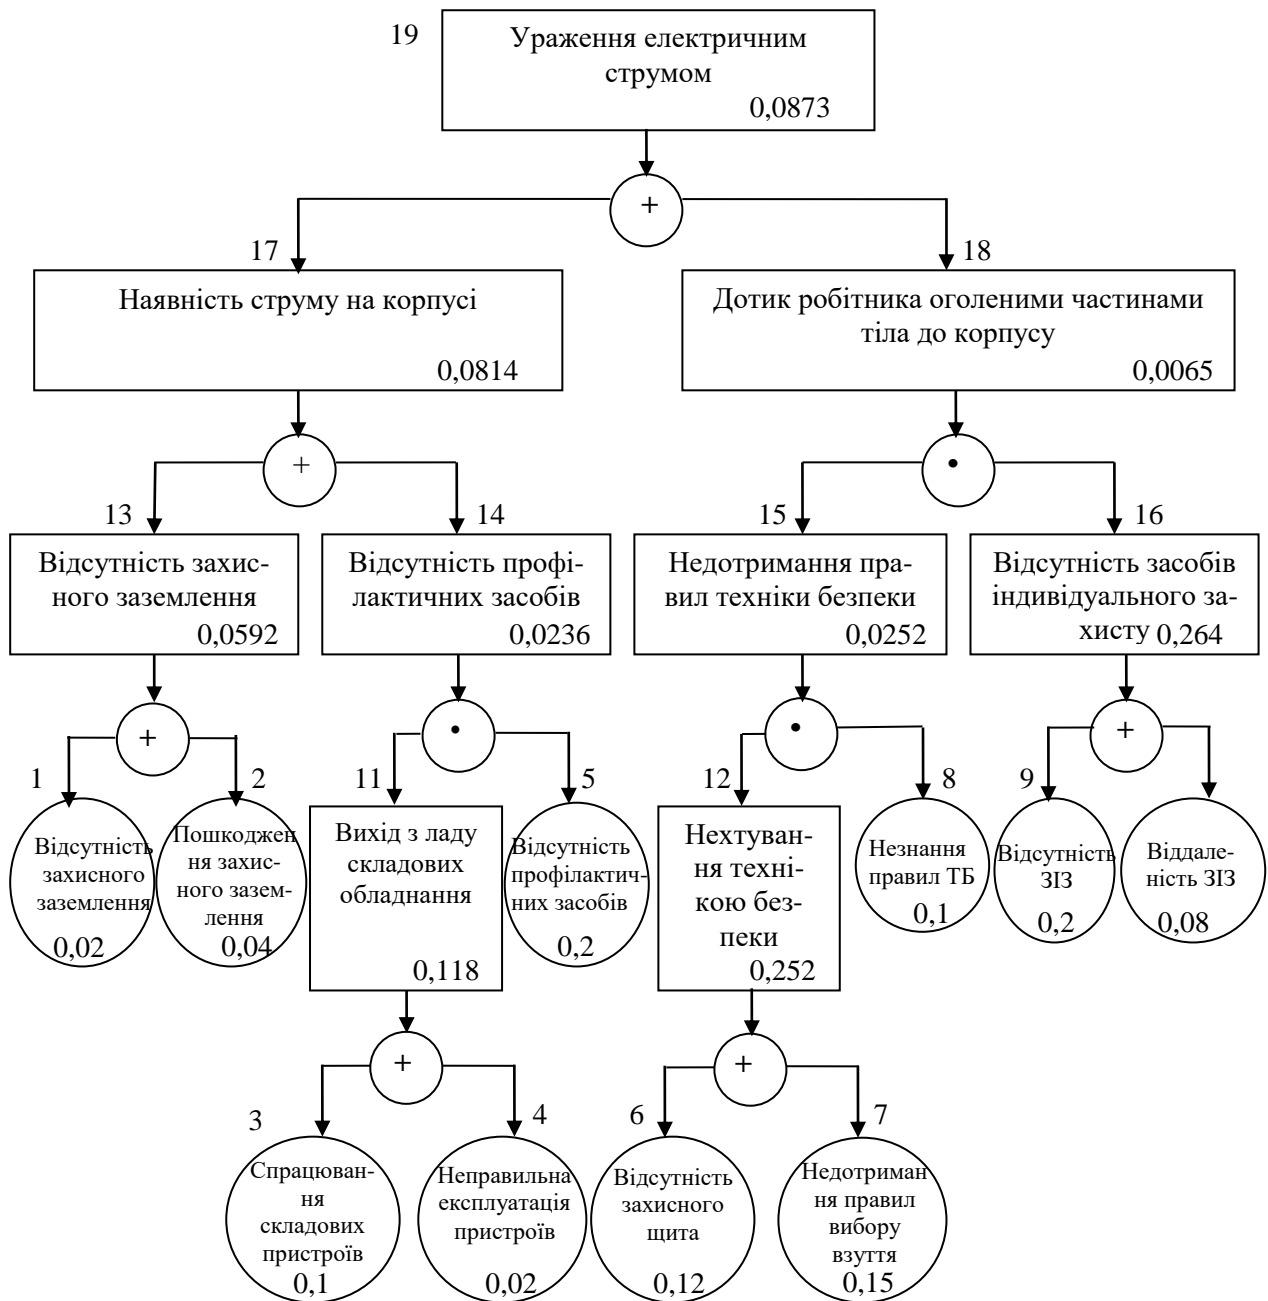 19
Ураження електричним
струмом
0,0873
+
17
18
Наявність струму на корпусі
0,0814
Дотик робітника оголеними частинами
тіла до корпусу
0,0065
+
•
13
14
15
16
Відсутність захис-
ного заземлення
0,0592
Відсутність профі-
лактичних засобів
0,0236
Недотримання пра-
вил техніки безпеки
0,0252
Відсутність засобів
індивідуального за-
хисту 0,264
+
•
•
+
1
2
11
5
12
8
9
Відсутність
захисного
заземлення
0,02
Пошкоджен
ня захис-
ного зазем-
лення
0,04
Вихід з ладу
складових
обладнання
0,118
Відсутність
профілактич-
них засобів
0,2
Нехтуван-
ня техні-
кою без-
пеки
0,252
Незнання
правил ТБ
0,1
Відсутність
ЗІЗ
0,2
Віддале-
ність ЗІЗ
0,08
+
+
3
4
6
7
Спрацюван-
ня
складових
пристроїв
0,1
Неправильна
експлуатація
пристроїв
0,02
Відсутність
захисного
щита
0,12
Недотриман
ня правил
вибору
взуття
0,15